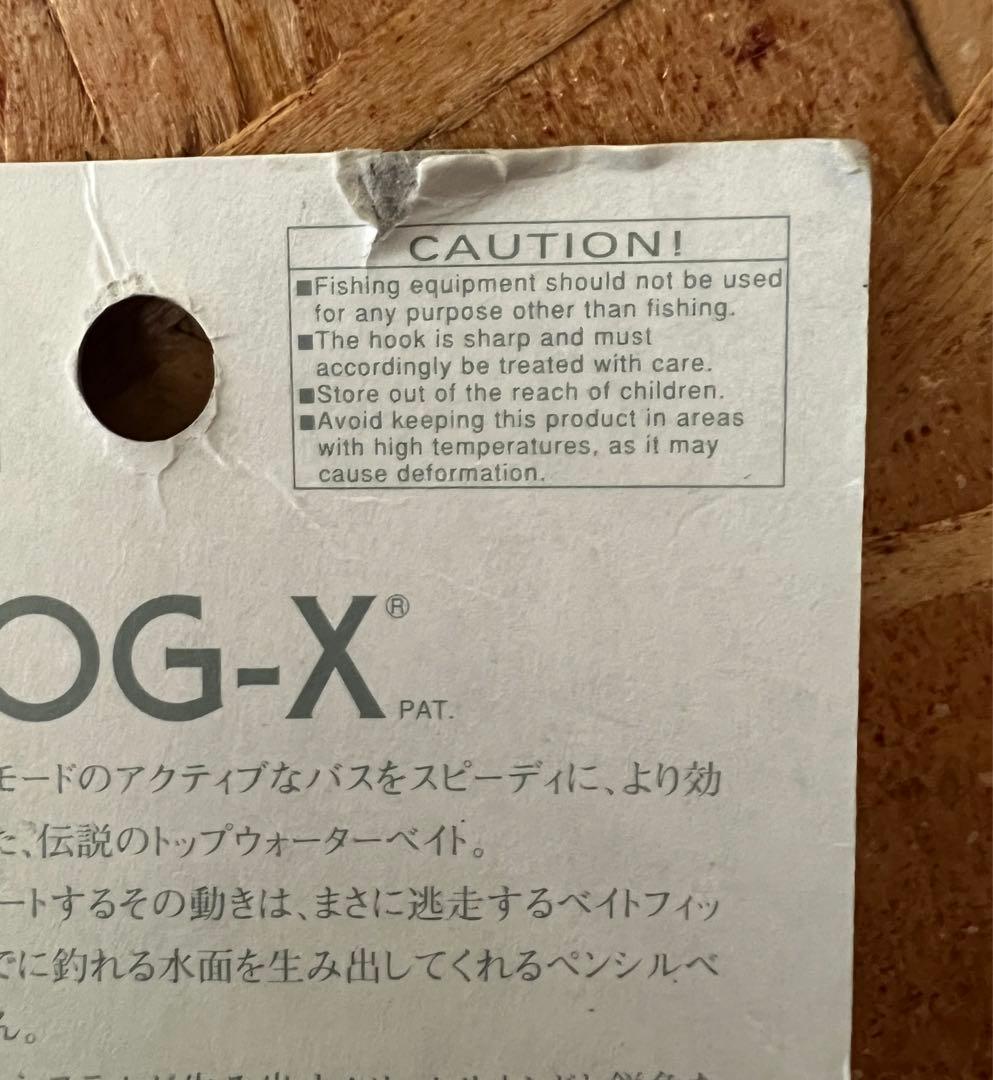 CAUTION!
■Fishing equipment should not be used
for any purpose other than fishing.
■The hook is sharp and must
accordingly be treated with care.
■Store out of the reach of children.
■Avoid keeping this product in areas
with high temperatures, as it may
cause deformation.
OG-X®
PAT.
モードのアクティブなバスをスピーディに、より効
た、伝説のトップウォーターベイト。
ートするその動きは、まさに逃走するベイトフィッ
でに釣れる水面を生み出してくれるペンシルベ
ん。